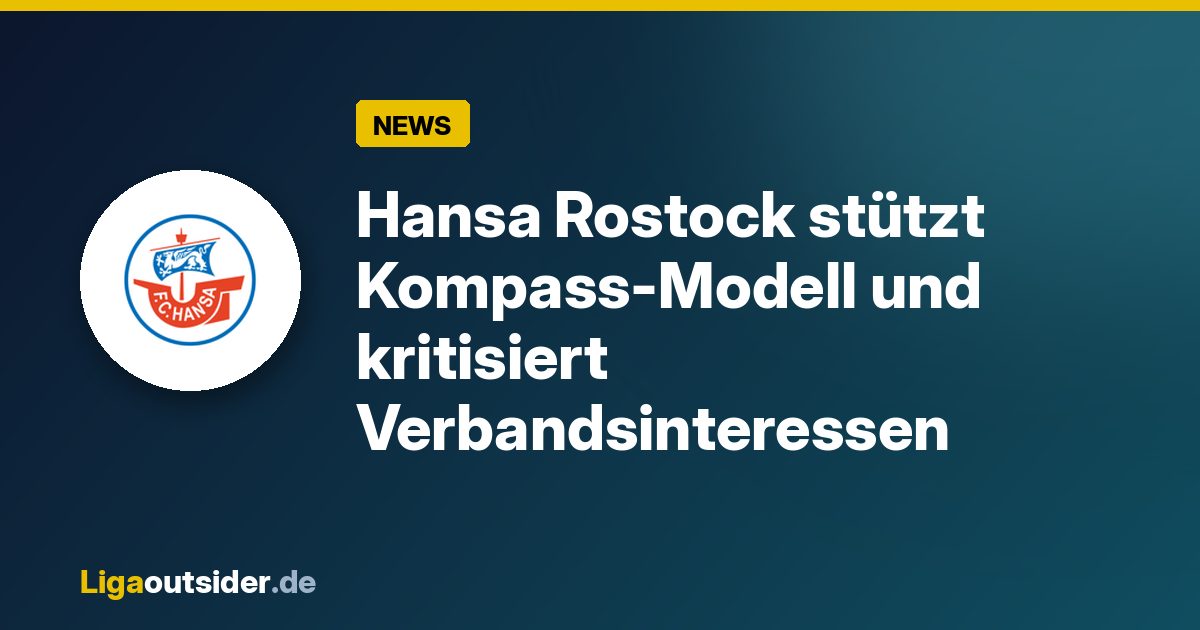 NEWS
Hansa Rostock stützt
Kompass-Modell und
kritisiert
Verbandsinteressen
F.C. HANSA
Ligaoutsider.de